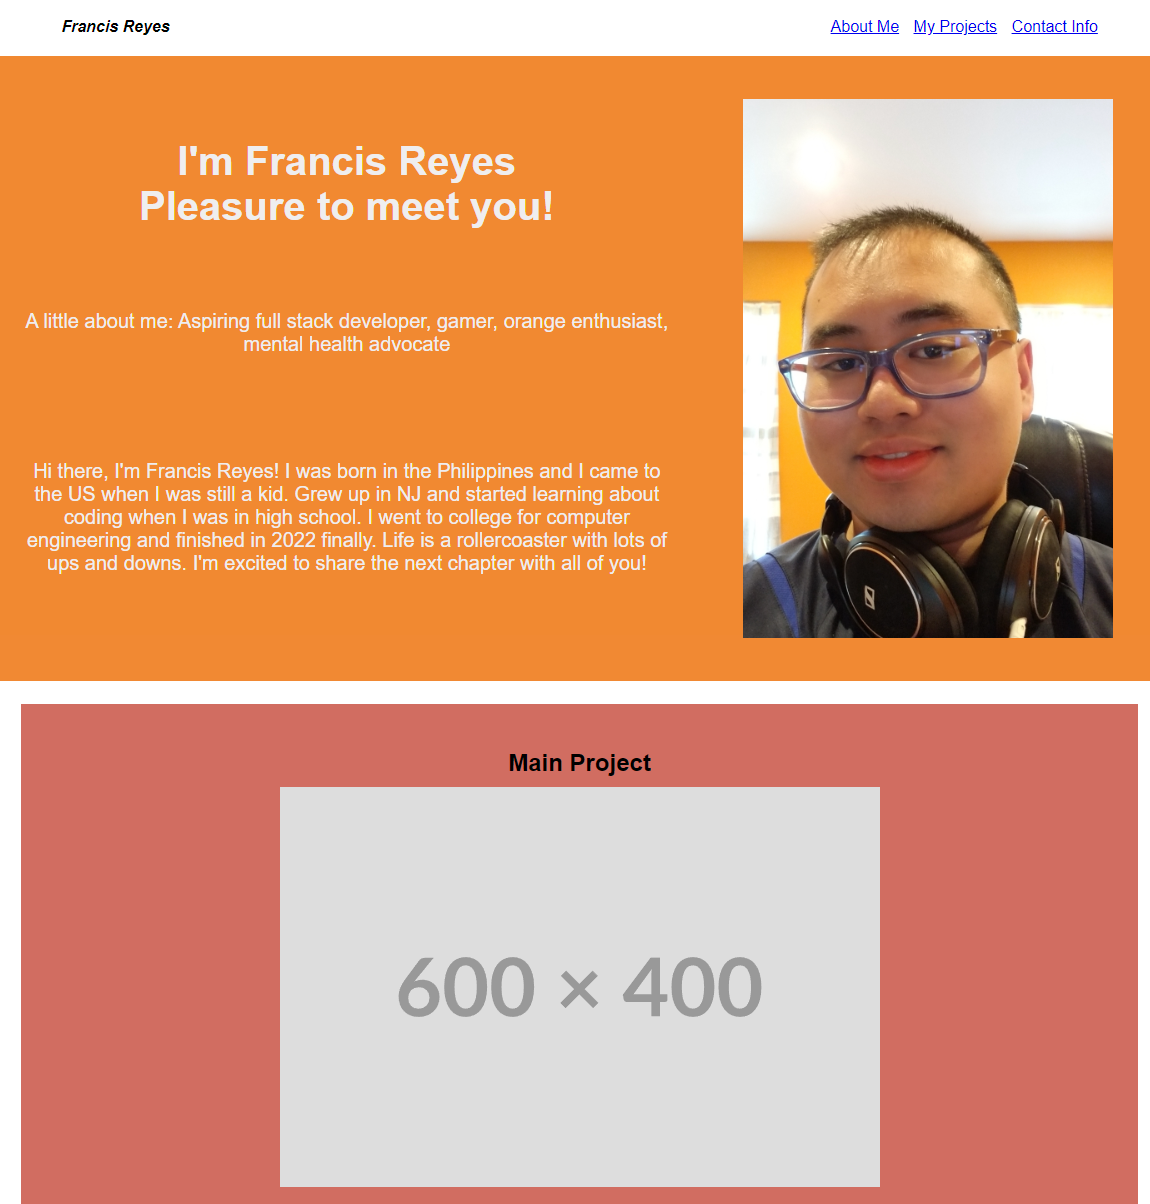 Francis Reyes
About Me My Projects Contact Info
I'm Francis Reyes
Pleasure to meet you!
A little about me: Aspiring full stack developer, gamer, orange enthusiast,
mental health advocate
Hi there, I'm Francis Reyes! I was born in the Philippines and I came to
the US when I was still a kid. Grew up in NJ and started learning about
coding when I was in high school. I went to college for computer
engineering and finished in 2022 finally. Life is a rollercoaster with lots of
ups and downs. I'm excited to share the next chapter with all of you!
Main Project
600 × 400